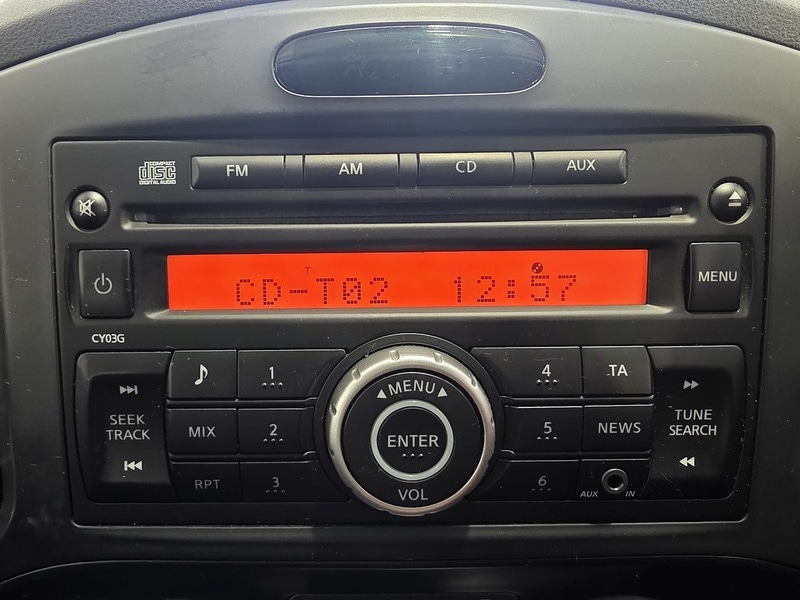 COMPACT
disc
DIGITAL AUDIO
FM AM CD AUX
T
CD-T02 12:57
MENU
CY03G
1 4 TA
MENU
SEEK
TRACK
MIX 2 ENTER 5 NEWS
TUNE
SEARCH
RPT 3 VOL 6
AUX IN